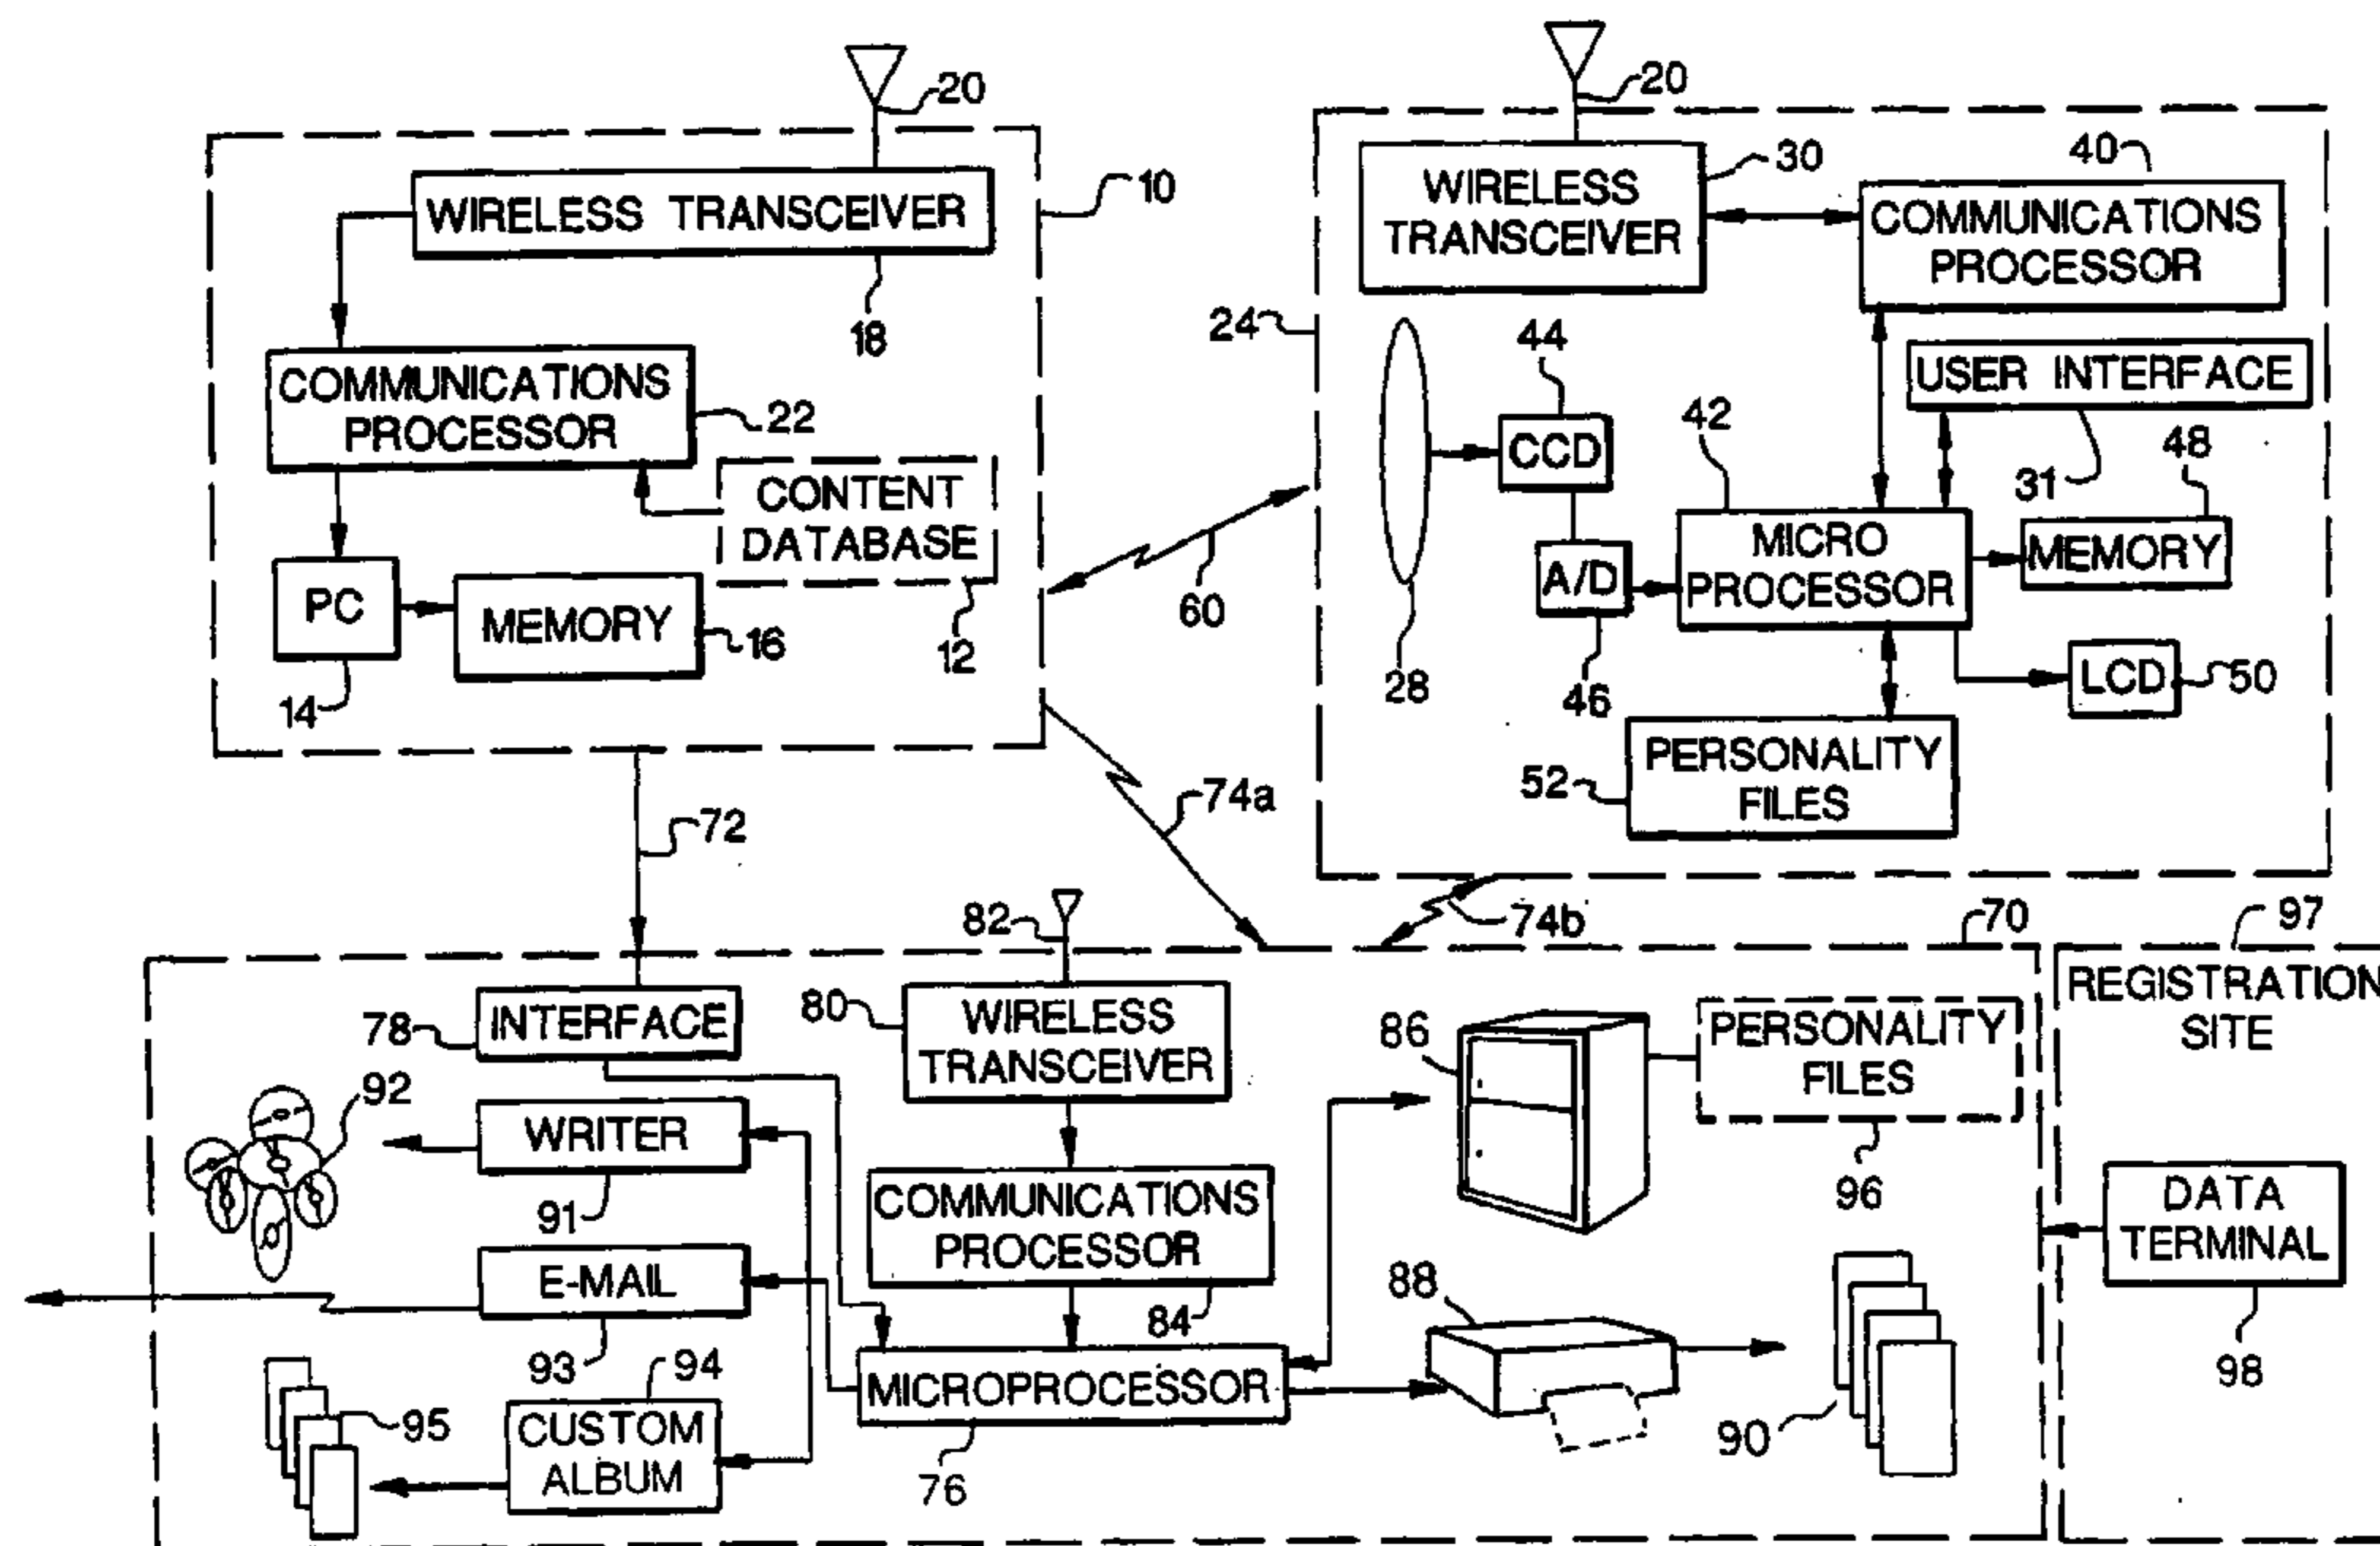 20
10
WIRELESS TRANSCEIVER
18
COMMUNICATIONS
PROCESSOR
22
CONTENT
DATABASE
12
PC
14
MEMORY
16
20
WIRELESS
TRANSCEIVER
30
40
COMMUNICATIONS
PROCESSOR
24
44
CCD
USER INTERFACE
31
42
48
MICRO
PROCESSOR
MEMORY
A/D
46
28
LCD
50
PERSONALITY
FILES
52
60
72
74a
74b
70
97
82
INTERFACE
78
80
WIRELESS
TRANSCEIVER
86
PERSONALITY
FILES
96
REGISTRATION
SITE
92
WRITER
91
COMMUNICATIONS
PROCESSOR
84
DATA
TERMINAL
98
E-MAIL
93
88
90
94
95
CUSTOM
ALBUM
MICROPROCESSOR
76